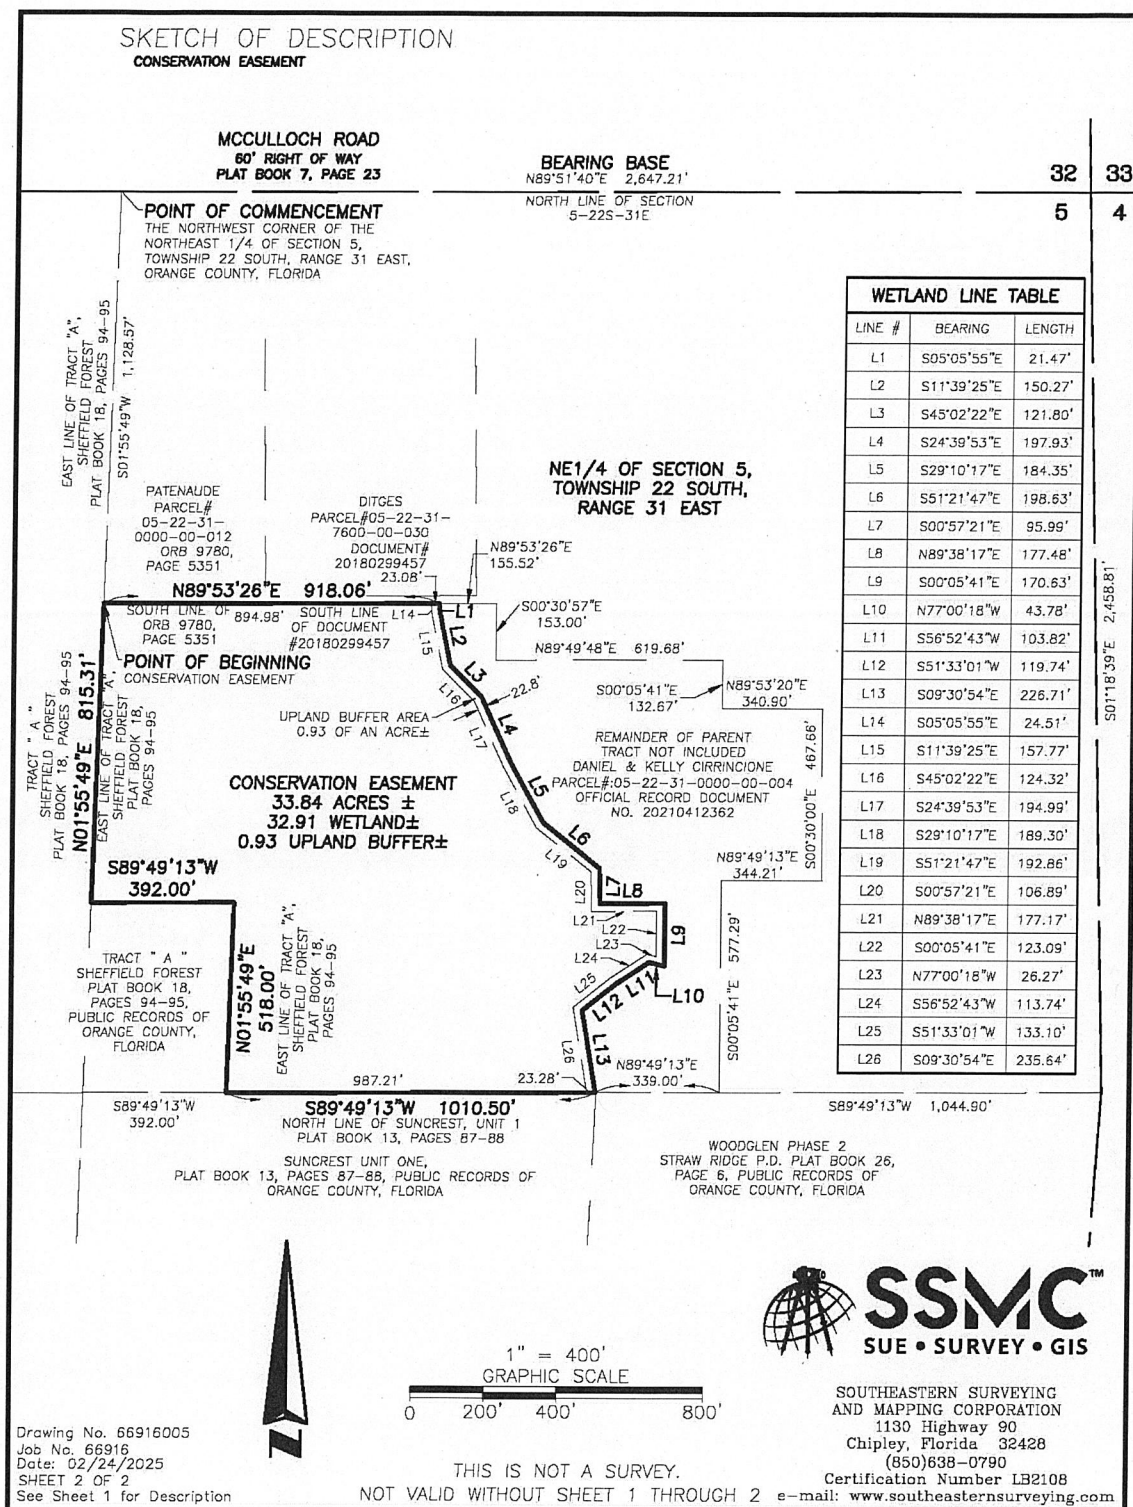 SKETCH OF DESCRIPTION
CONSERVATION EASEMENT
MCCULLOCH ROAD
60' RIGHT OF WAY
PLAT BOOK 7, PAGE 23
BEARING BASE
N89°51'40"E 2,647.21'
NORTH LINE OF SECTION
5-22S-31E
32 33
5 4
POINT OF COMMENCEMENT
THE NORTHWEST CORNER OF THE
NORTHEAST 1/4 OF SECTION 5,
TOWNSHIP 22 SOUTH, RANGE 31 EAST,
ORANGE COUNTY, FLORIDA
EAST LINE OF TRACT "A",
SHEFFIELD FOREST
PLAT BOOK 18, PAGES 94-95
S01°55'49"W 1,128.57'
WETLAND LINE TABLE
LINE # BEARING LENGTH
L1 S05°05'55"E 21.47'
L2 S11°39'25"E 150.27'
L3 S45°02'22"E 121.80'
L4 S24°39'53"E 197.93'
L5 S29°10'17"E 184.35'
L6 S51°21'47"E 198.63'
L7 S00°57'21"E 95.99'
L8 N89°38'17"E 177.48'
L9 S00°05'41"E 170.63'
L10 N77°00'18"W 43.78'
L11 S56°52'43"W 103.82'
L12 S51°33'01"W 119.74'
L13 S09°30'54"E 226.71'
L14 S05°05'55"E 24.51'
L15 S11°39'25"E 157.77'
L16 S45°02'22"E 124.32'
L17 S24°39'53"E 194.99'
L18 S29°10'17"E 189.30'
L19 S51°21'47"E 192.86'
L20 S00°57'21"E 106.89'
L21 N89°38'17"E 177.17'
L22 S00°05'41"E 123.09'
L23 N77°00'18"W 26.27'
L24 S56°52'43"W 113.74'
L25 S51°33'01"W 133.10'
L26 S09°30'54"E 235.64'
S01°18'39"E 2,458.81'
NE1/4 OF SECTION 5,
TOWNSHIP 22 SOUTH,
RANGE 31 EAST
PATENAUDE
PARCEL#
05-22-31-
0000-00-012
ORB 9780,
PAGE 5351
DITGES
PARCEL#05-22-31-
7600-00-030
DOCUMENT#
20180299457
23.08'
N89°53'26"E
155.52'
N89°53'26"E 918.06'
SOUTH LINE OF
ORB 9780,
PAGE 5351
894.98'
SOUTH LINE
OF DOCUMENT
#20180299457
L14
L1
L2
L15
L3
L16
L4
L17
L5
L18
L6
L19
L7
L20
L8
L21
L22
L9
L23
L24
L10
L11
L25
L12
L13
L26
22.8'
S00°30'57"E
153.00'
N89°49'48"E 619.68'
S00°05'41"E
132.67'
N89°53'20"E
340.90'
S00°30'00"E 467.66'
N89°49'13"E
344.21'
S00°05'41"E 577.29'
POINT OF BEGINNING
CONSERVATION EASEMENT
TRACT " A "
SHEFFIELD FOREST
PLAT BOOK 18, PAGES 94-95
N01°55'49"E 815.31'
EAST LINE OF TRACT "A",
SHEFFIELD FOREST
PLAT BOOK 18,
PAGES 94-95
UPLAND BUFFER AREA
0.93 OF AN ACRE±
REMAINDER OF PARENT
TRACT NOT INCLUDED
DANIEL & KELLY CIRRINCIONE
PARCEL#:05-22-31-0000-00-004
OFFICIAL RECORD DOCUMENT
NO. 20210412362
CONSERVATION EASEMENT
33.84 ACRES ±
32.91 WETLAND±
0.93 UPLAND BUFFER±
S89°49'13"W
392.00'
TRACT " A "
SHEFFIELD FOREST
PLAT BOOK 18,
PAGES 94-95,
PUBLIC RECORDS OF
ORANGE COUNTY,
FLORIDA
N01°55'49"E
518.00'
EAST LINE OF TRACT "A",
SHEFFIELD FOREST
PLAT BOOK 18,
PAGES 94-95
987.21'
23.28'
N89°49'13"E
339.00'
S89°49'13"W
392.00'
S89°49'13"W 1010.50'
NORTH LINE OF SUNCREST, UNIT 1
PLAT BOOK 13, PAGES 87-88
S89°49'13"W 1,044.90'
SUNCREST UNIT ONE,
PLAT BOOK 13, PAGES 87-88, PUBLIC RECORDS OF
ORANGE COUNTY, FLORIDA
WOODGLEN PHASE 2
STRAW RIDGE P.D. PLAT BOOK 26,
PAGE 6, PUBLIC RECORDS OF
ORANGE COUNTY, FLORIDA
N
1" = 400'
GRAPHIC SCALE
0 200' 400' 800'
SSMC™
SUE • SURVEY • GIS
SOUTHEASTERN SURVEYING
AND MAPPING CORPORATION
1130 Highway 90
Chipley, Florida 32428
(850)638-0790
Certification Number LB2108
e-mail: www.southeasternsurveying.com
Drawing No. 66916005
Job No. 66916
Date: 02/24/2025
SHEET 2 OF 2
See Sheet 1 for Description
THIS IS NOT A SURVEY.
NOT VALID WITHOUT SHEET 1 THROUGH 2